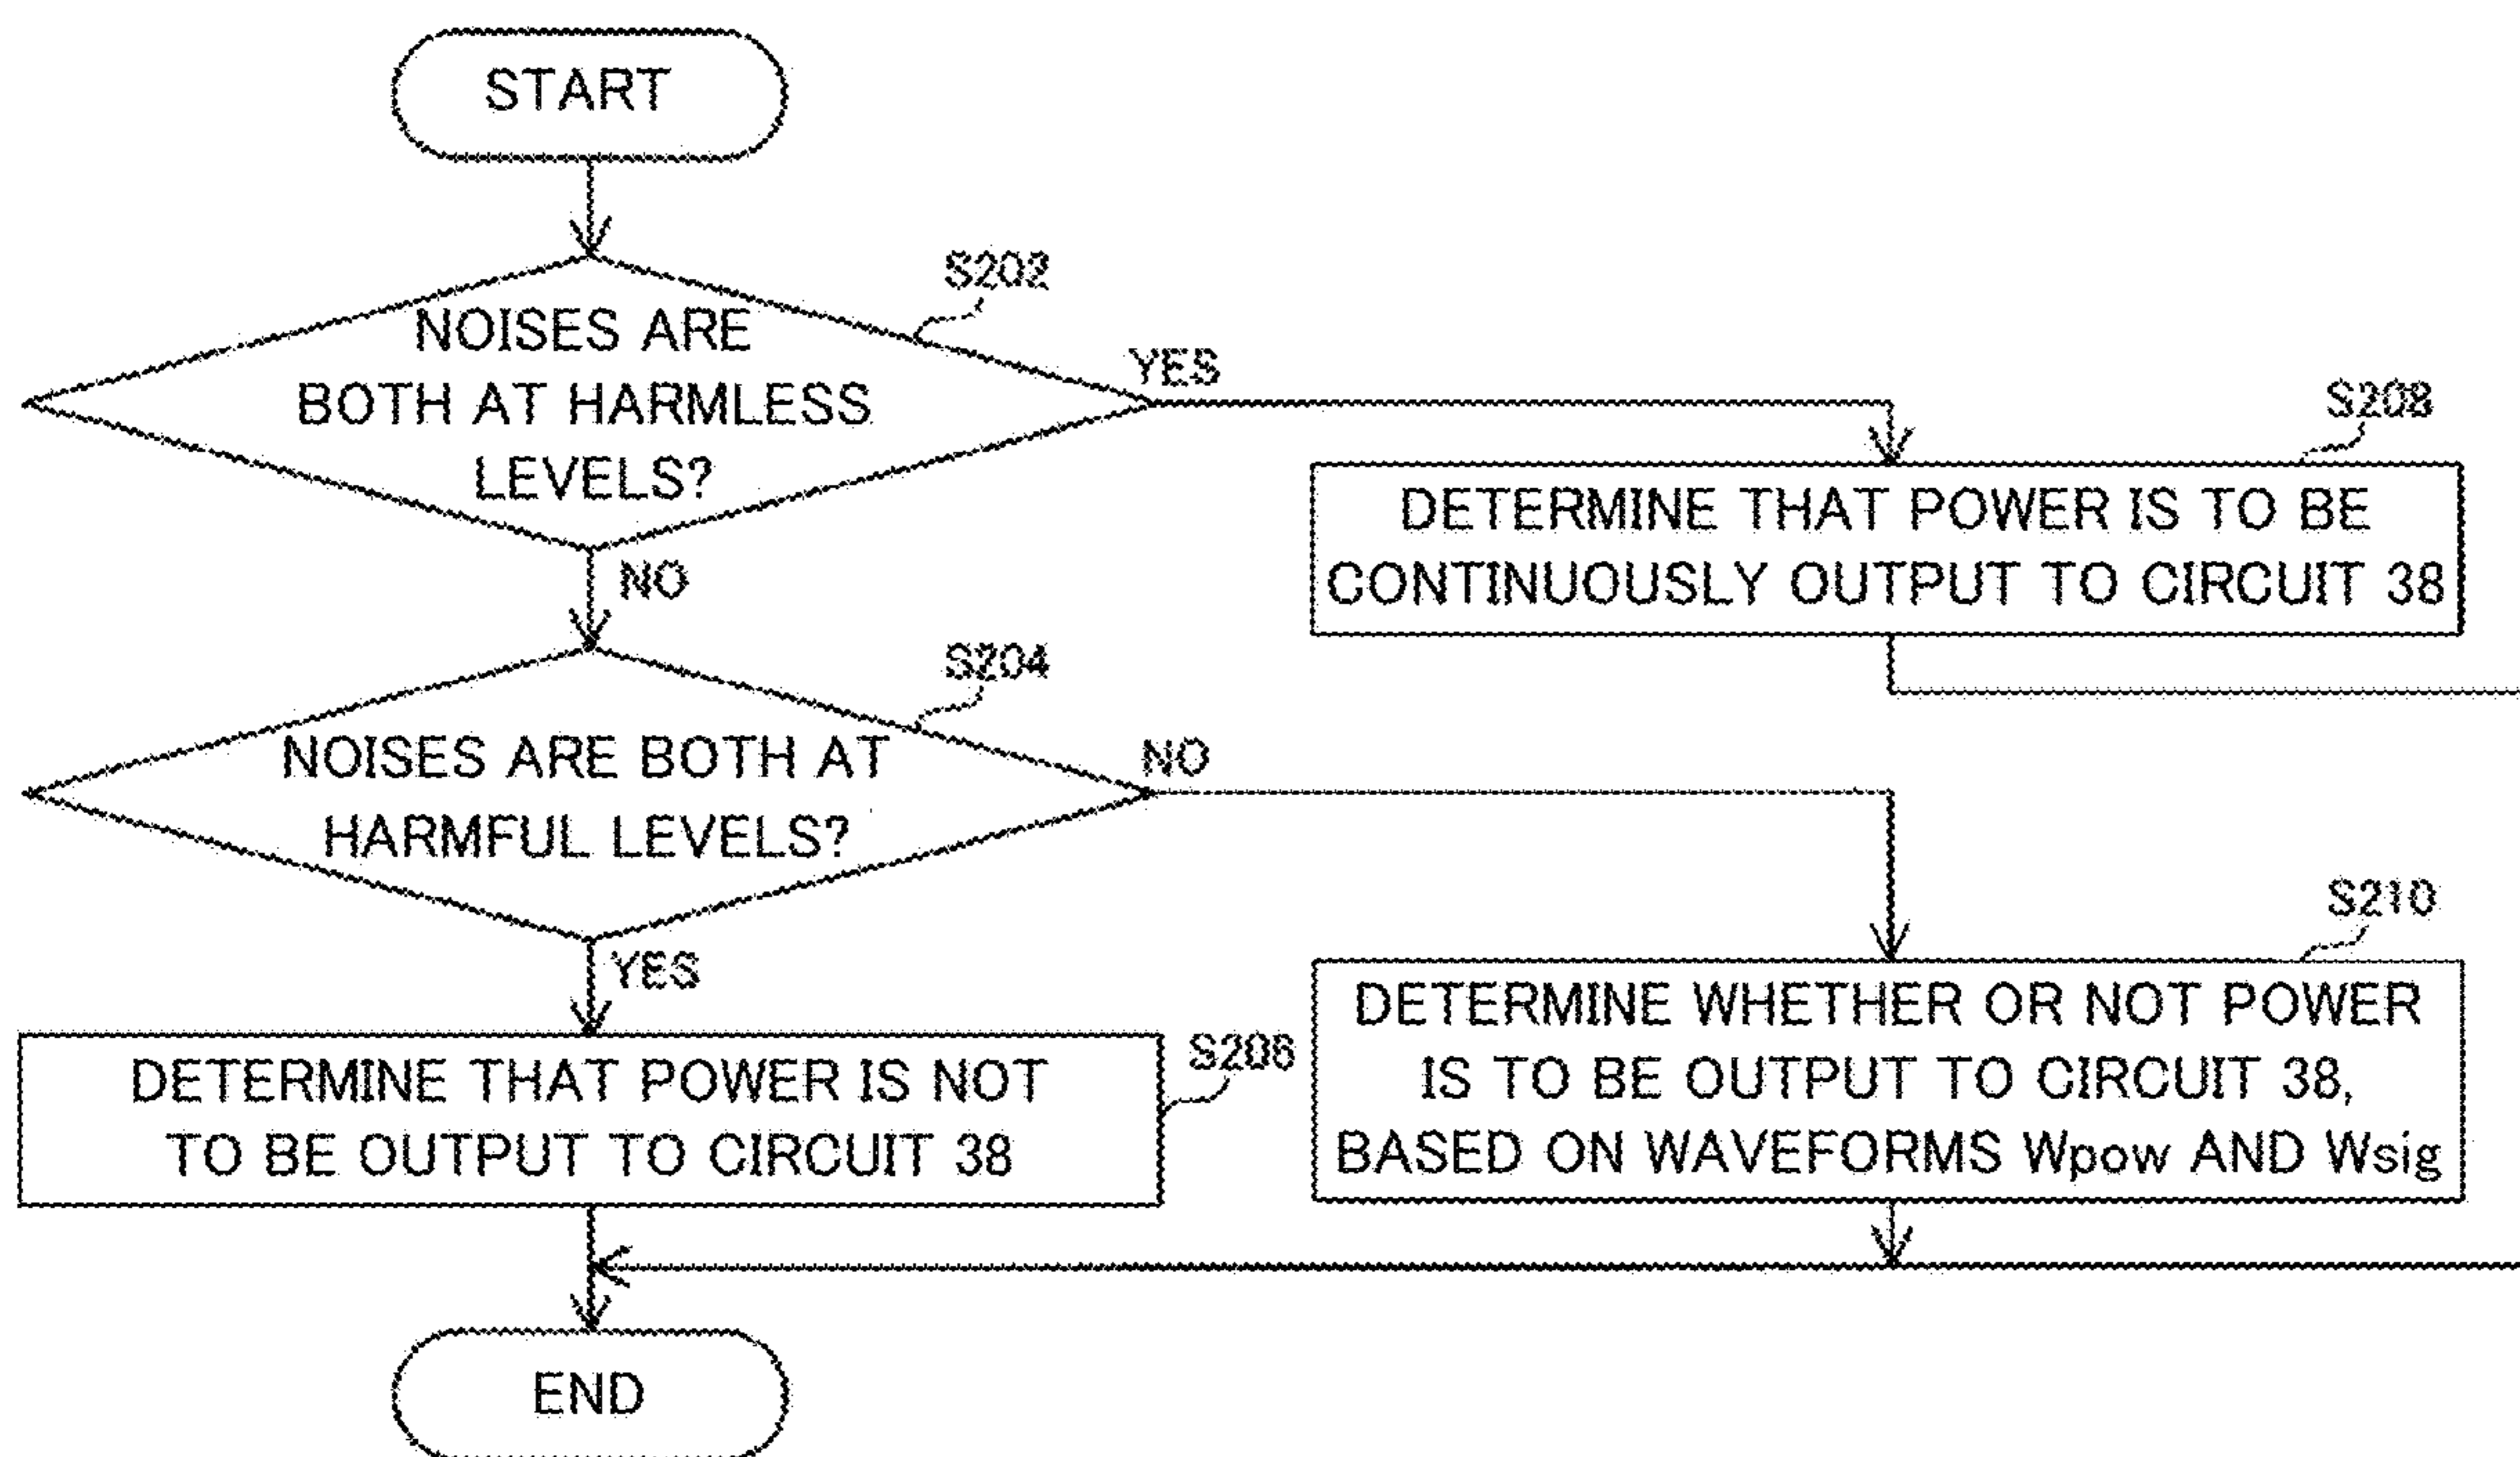 START
S202
NOISES ARE
BOTH AT HARMLESS
LEVELS?
YES
NO
S208
DETERMINE THAT POWER IS TO BE
CONTINUOUSLY OUTPUT TO CIRCUIT 38
S204
NOISES ARE BOTH AT
HARMFUL LEVELS?
NO
YES
S206
DETERMINE THAT POWER IS NOT
TO BE OUTPUT TO CIRCUIT 38
S210
DETERMINE WHETHER OR NOT POWER
IS TO BE OUTPUT TO CIRCUIT 38,
BASED ON WAVEFORMS Wpow AND Wsig
END